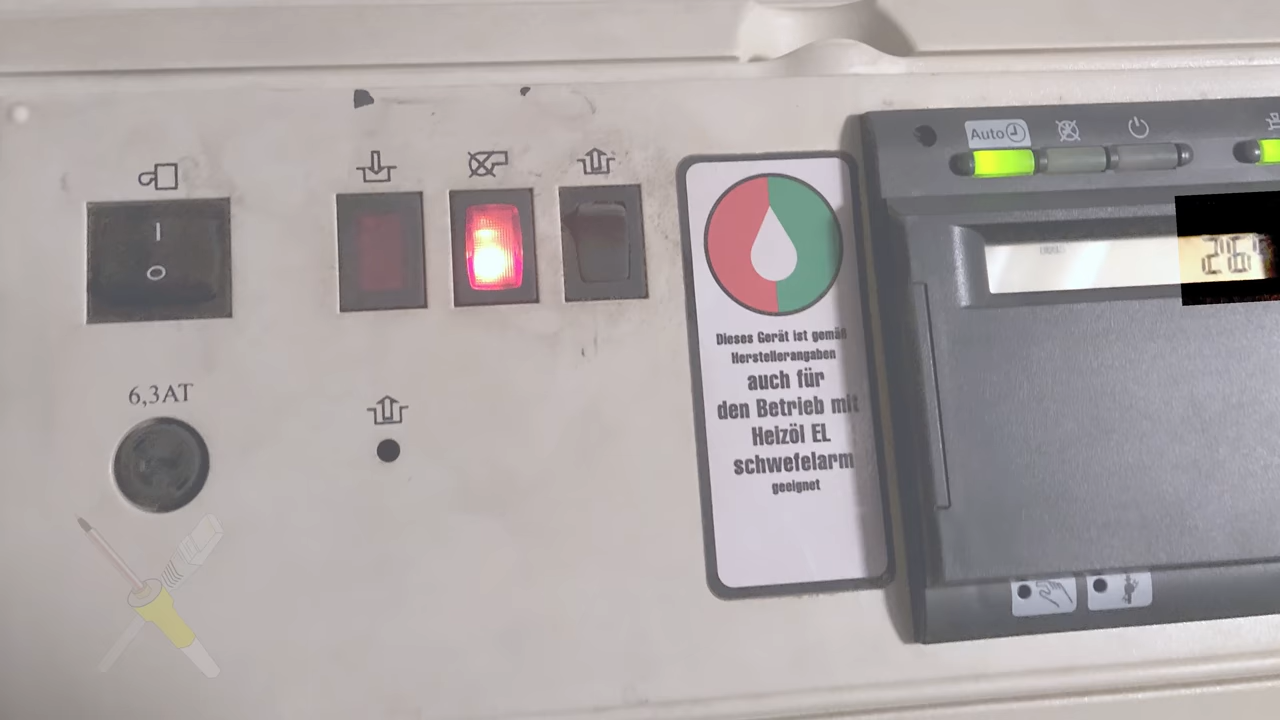 Auto
I
O
6,3AT
Dieses Gerät ist gemäß
Herstellerangaben
auch für
den Betrieb mit
Heizöl EL
schwefelarm
geeignet